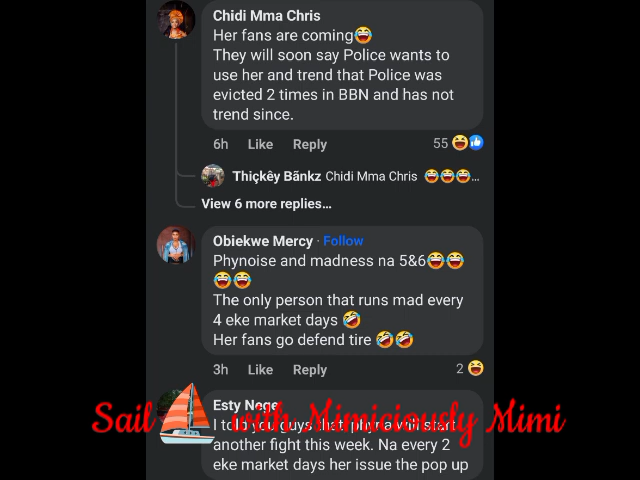 Chidi Mma Chris
Her fans are coming😂
They will soon say Police wants to
use her and trend that Police was
evicted 2 times in BBN and has not
trend since.
6h Like Reply 55
Thiçkêy Bãnkz Chidi Mma Chris 😂😂😂...
View 6 more replies...
Obiekwe Mercy · Follow
Phynoise and madness na 5&6😂😂
😂😂
The only person that runs mad every
4 eke market days 🤣
Her fans go defend tire 🤣🤣
3h Like Reply 2
Esty Nege
Sail with Mimiciously Mimi
I told you guys that phyna will start
another fight this week. Na every 2
eke market days her issue the pop up